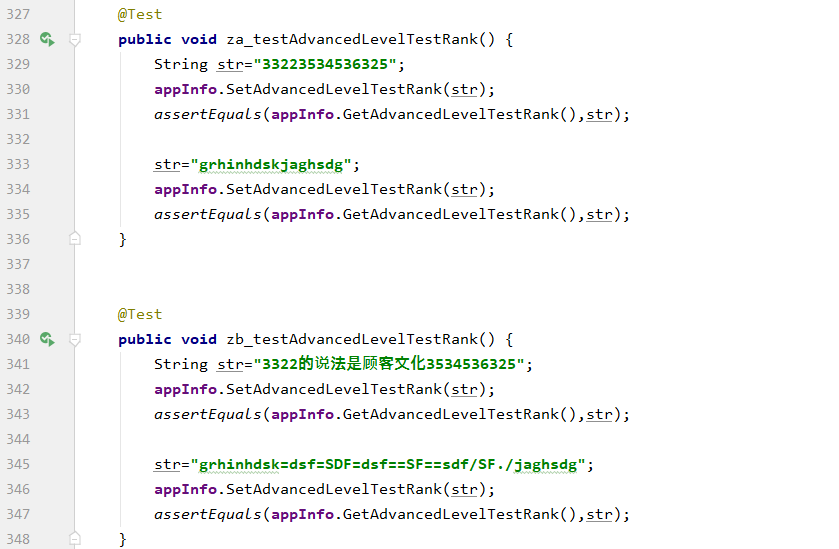 327 @Test
328 public void za_testAdvancedLevelTestRank() {
329 String str="33223534536325";
330 appInfo.SetAdvancedLevelTestRank(str);
331 assertEquals(appInfo.GetAdvancedLevelTestRank(),str);
332
333 str="grhinhdskjaghsdg";
334 appInfo.SetAdvancedLevelTestRank(str);
335 assertEquals(appInfo.GetAdvancedLevelTestRank(),str);
336 }
337
338
339 @Test
340 public void zb_testAdvancedLevelTestRank() {
341 String str="3322的说法是顾客文化3534536325";
342 appInfo.SetAdvancedLevelTestRank(str);
343 assertEquals(appInfo.GetAdvancedLevelTestRank(),str);
344
345 str="grhinhdsk=dsf=SDF=dsf==SF==sdf/SF./jaghsdg";
346 appInfo.SetAdvancedLevelTestRank(str);
347 assertEquals(appInfo.GetAdvancedLevelTestRank(),str);
348 }